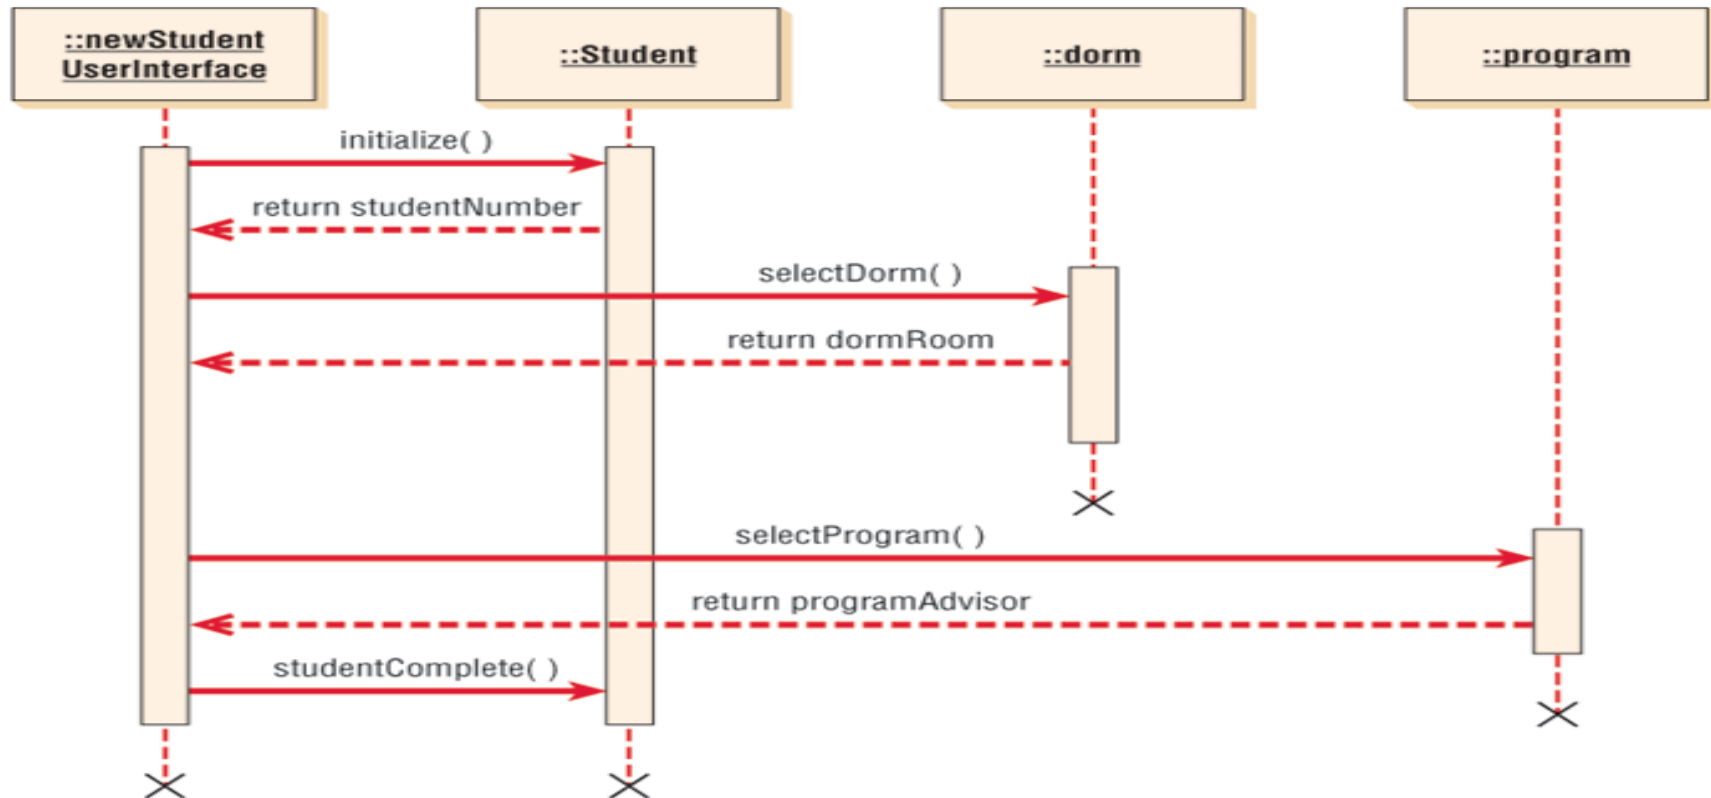 ::newStudent
UserInterface
::Student
::dorm
::program
initialize( )
return studentNumber
selectDorm( )
return dormRoom
selectProgram( )
return programAdvisor
studentComplete( )